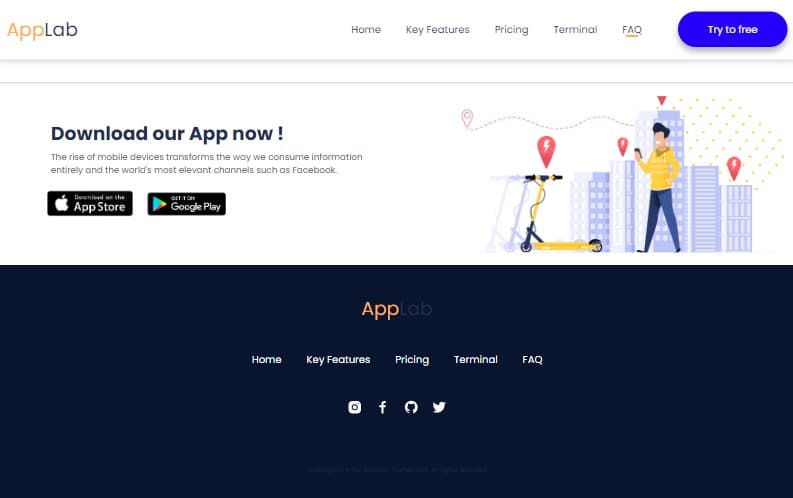 AppLab
Home Key Features Pricing Terminal FAQ Try to free
Download our App now !
The rise of mobile devices transforms the way we consume information
entirely and the world's most elevant channels such as Facebook.
Download on the
App Store
GET IT ON
Google Play
AppLab
Home Key Features Pricing Terminal FAQ